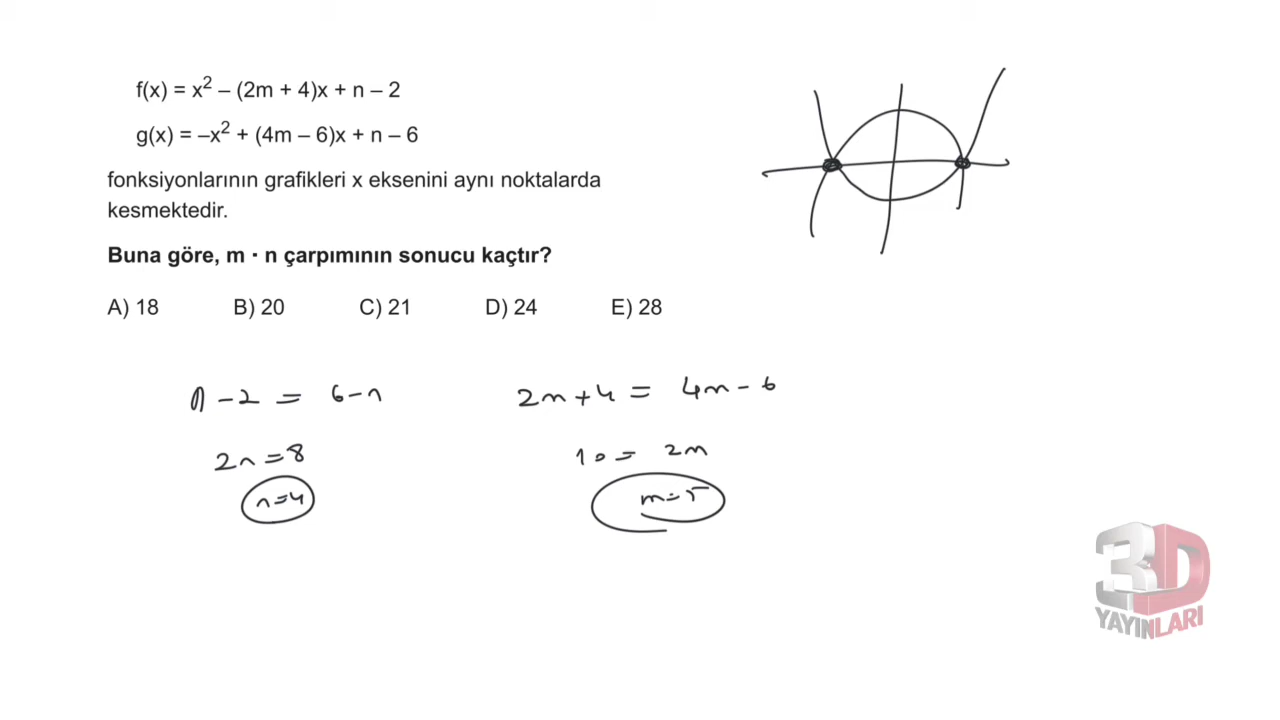 f(x) = x² – (2m + 4)x + n – 2
g(x) = –x² + (4m – 6)x + n – 6
fonksiyonlarının grafikleri x eksenini aynı noktalarda
kesmektedir.
Buna göre, m · n çarpımının sonucu kaçtır?
A) 18 B) 20 C) 21 D) 24 E) 28
n - 2 = 6 - n
2n = 8
n = 4
2m + 4 = 4m - 6
10 = 2m
m = 5
3D
YAYINLARI